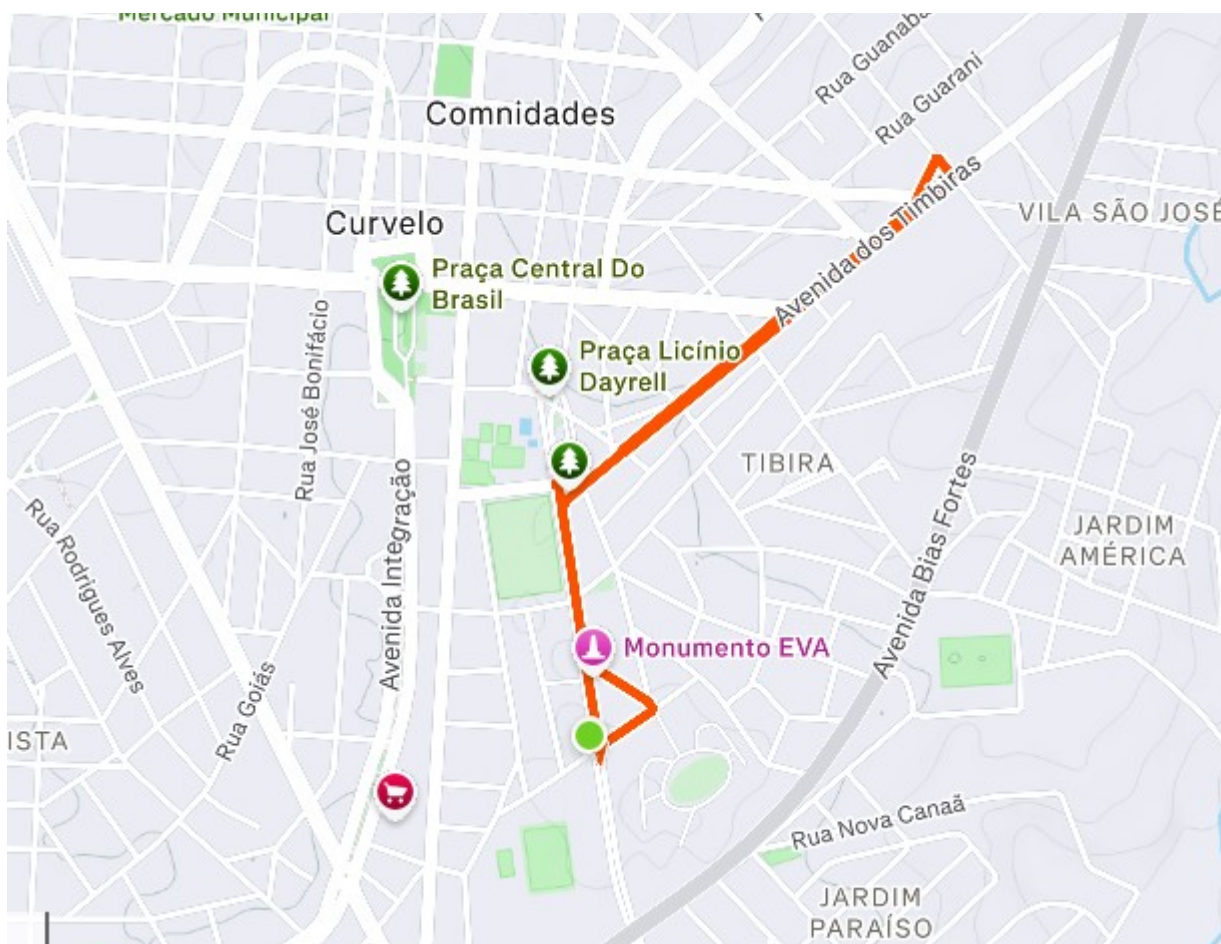 Mercado Municipal
Rua Guanaba
Rua Guarani
Comnidades
Avenida dos Timbiras
VILA SÃO JOSÉ
Curvelo
Praça Central Do
Brasil
Rua José Bonifácio
Praça Licínio
Dayrell
TIBIRA
Avenida Integração
Rua Rodrigues Alves
Avenida Bias Fortes
JARDIM
AMÉRICA
Monumento EVA
Rua Goiás
ISTA
Rua Nova Canaã
JARDIM
PARAÍSO